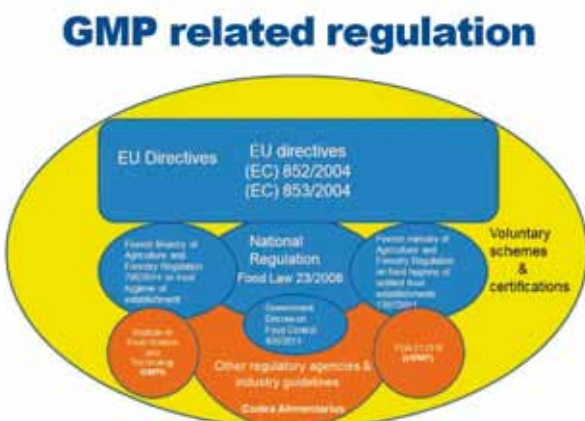 GMP related regulation
EU Directives
EU directives
(EC) 852/2004
(EC) 853/2004
Ministry of
Agriculture and
Forestry Regulation
on food
hygiene of
establishment
National
Regulation
Food Law 23/2006
ministry of
Agriculture and
Forestry Regulation
on food hygiene of
food
establishments
Voluntary
schemes
&
certifications
Government
Decree on
Food Control
Institute of
Food Science
and
Technology
Other regulatory agencies &
industry guidelines
Codex Alimentarius